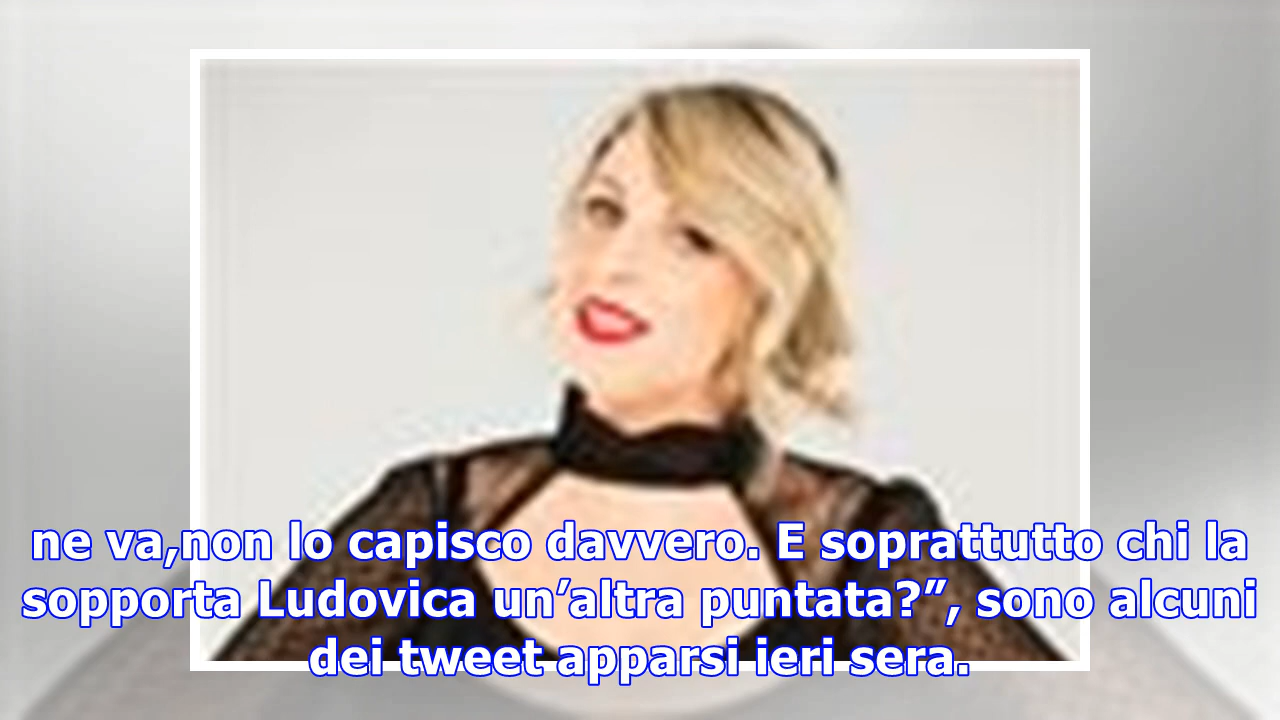 ne va,non lo capisco davvero. E soprattutto chi la
sopporta Ludovica un’altra puntata?”, sono alcuni
dei tweet apparsi ieri sera.